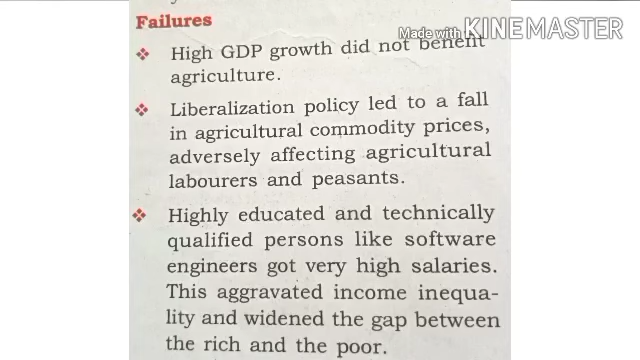 Failures
Made with KINEMASTER
❖ High GDP growth did not benefit
agriculture.
❖ Liberalization policy led to a fall
in agricultural commodity prices,
adversely affecting agricultural
labourers and peasants.
❖ Highly educated and technically
qualified persons like software
engineers got very high salaries.
This aggravated income inequa-
lity and widened the gap between
the rich and the poor.